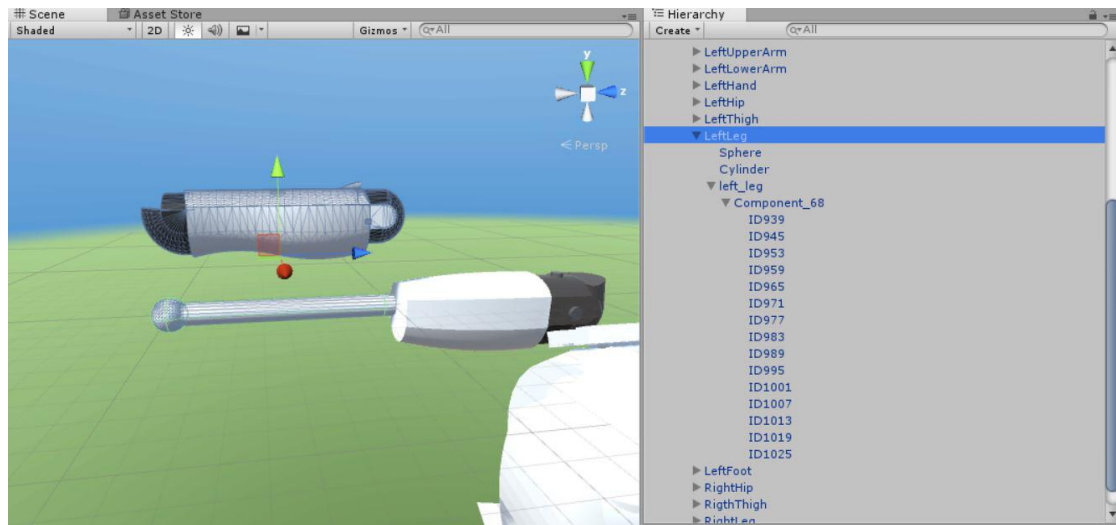 Scene Asset Store
Shaded 2D Gizmos All
y
z
Persp
Hierarchy
Create All
LeftUpperArm
LeftLowerArm
LeftHand
LeftHip
LeftThigh
LeftLeg
Sphere
Cylinder
left_leg
Component_68
ID939
ID945
ID953
ID959
ID965
ID971
ID977
ID983
ID989
ID995
ID1001
ID1007
ID1013
ID1019
ID1025
LeftFoot
RightHip
RigthThigh
RightLeg